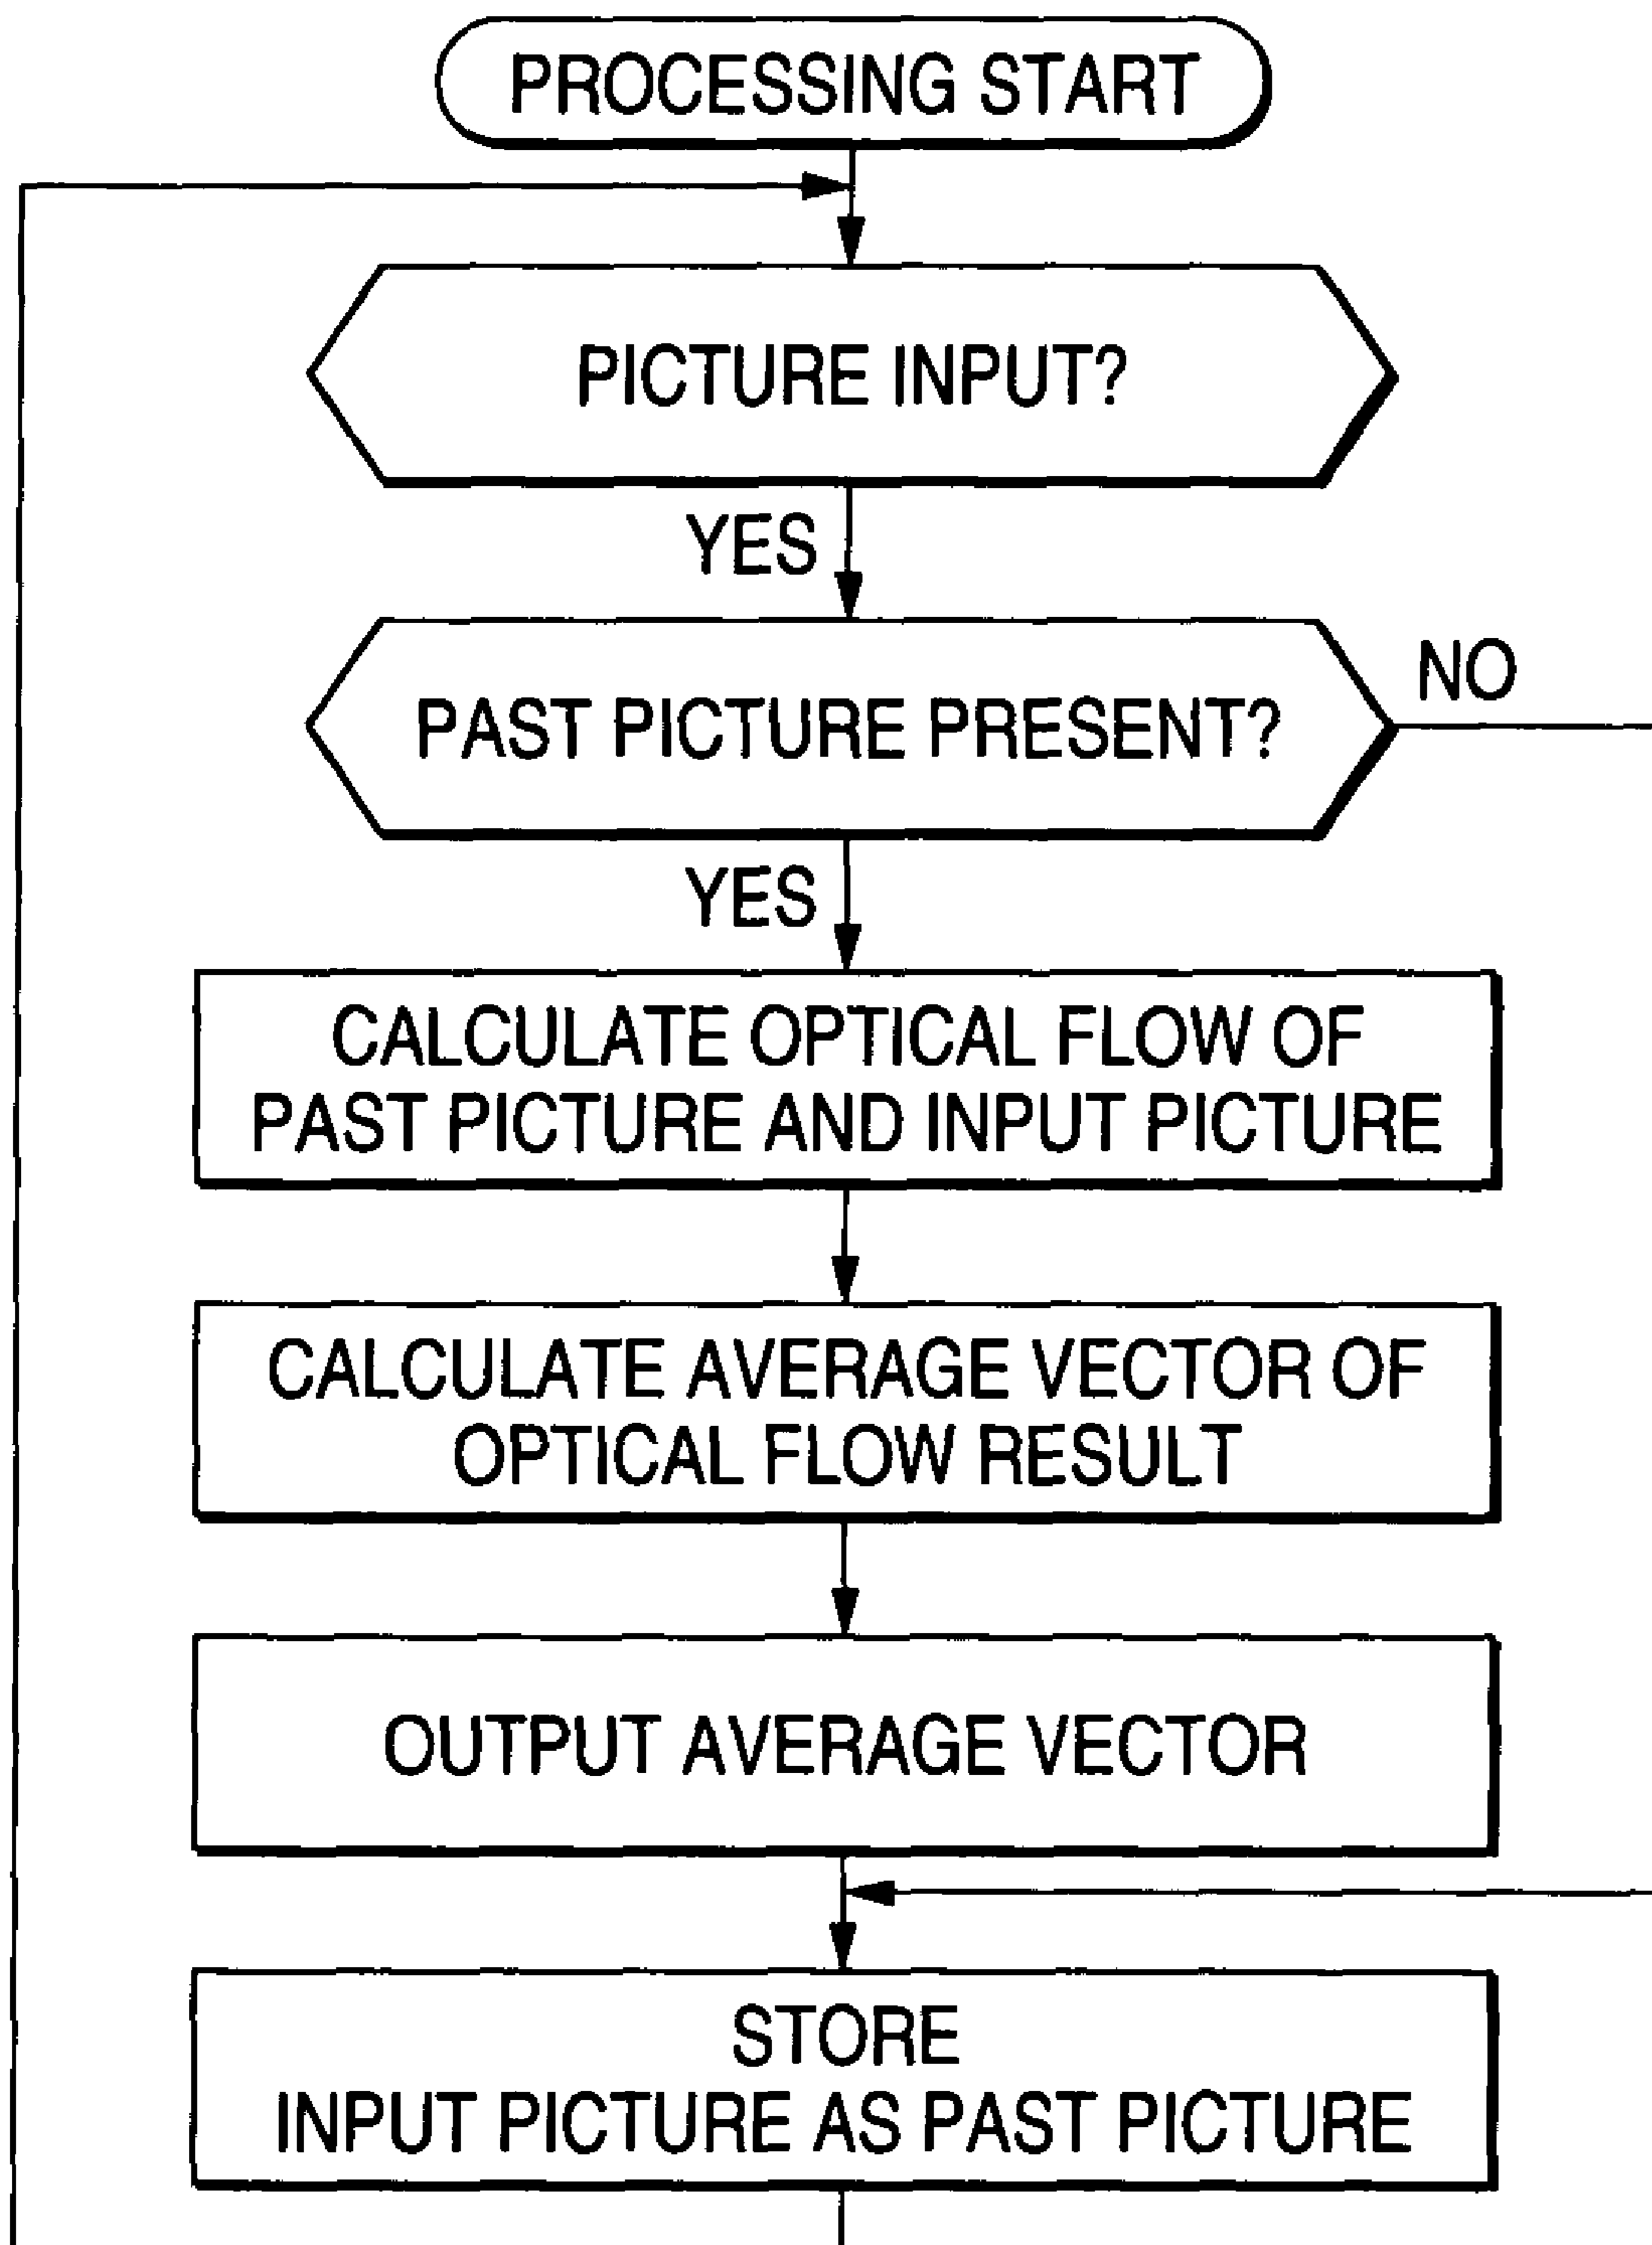 PROCESSING START
PICTURE INPUT?
YES
PAST PICTURE PRESENT?
NO
YES
CALCULATE OPTICAL FLOW OF
PAST PICTURE AND INPUT PICTURE
CALCULATE AVERAGE VECTOR OF
OPTICAL FLOW RESULT
OUTPUT AVERAGE VECTOR
STORE
INPUT PICTURE AS PAST PICTURE